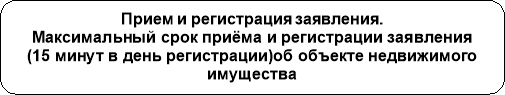 Прием и регистрация заявления.
Максимальный срок приёма и регистрации заявления
(15 минут в день регистрации)об объекте недвижимого
имущества